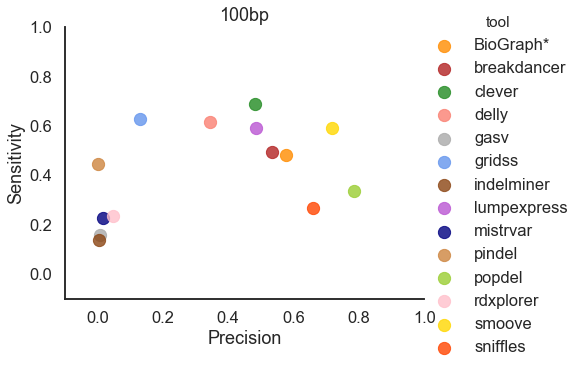 100bp
1.0
0.8
0.6
0.4
0.2
0.0
Sensitivity
0.0 0.2 0.4 0.6 0.8 1.0
Precision
tool
BioGraph*
breakdancer
clever
delly
gasv
gridss
indelminer
lumpexpress
mistrvar
pindel
popdel
rdxplorer
smoove
sniffles